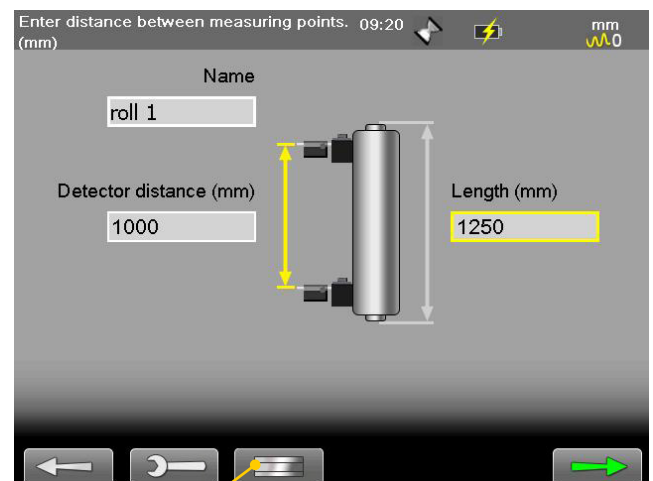 Enter distance between measuring points. 09:20
(mm)
mm
0
Name
roll 1
Detector distance (mm)
1000
Length (mm)
1250